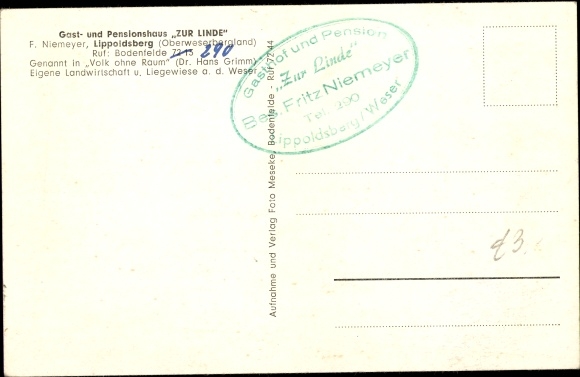 Gast- und Pensionshaus „ZUR LINDE"
F. Niemeyer, Lippoldsberg (Oberweserbergland)
Ruf: Bodenfelde 7245 290
Genannt in „Volk ohne Raum" (Dr. Hans Grimm)
Eigene Landwirtschaft u. Liegewiese a. d. Weser
Gasthof und Pension
„Zur Linde"
Bes. Fritz Niemeyer
Tel. 290
Lippoldsberg/Weser
Aufnahme und Verlag Foto Meseke, Bodenfelde - Ruf 7244
£3.